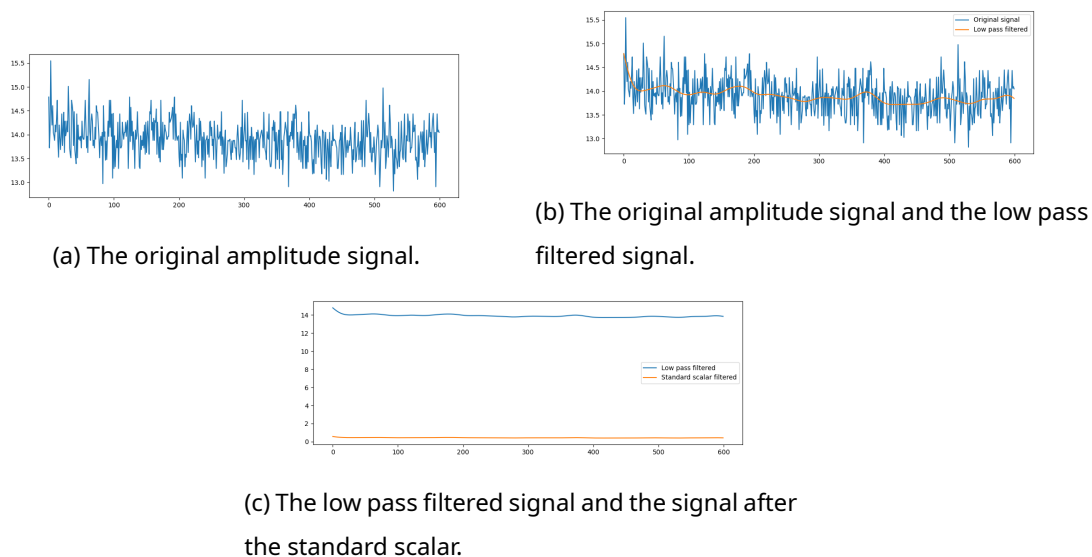 15.5
15.0
14.5
14.0
13.5
13.0
0 100 200 300 400 500 600
(a) The original amplitude signal.
15.5
15.0
14.5
14.0
13.5
13.0
0 100 200 300 400 500 600
Original signal
Low pass filtered
(b) The original amplitude signal and the low pass
filtered signal.
14
12
10
8
6
4
2
0
0 100 200 300 400 500 600
Low pass filtered
Standard scalar filtered
(c) The low pass filtered signal and the signal after
the standard scalar.